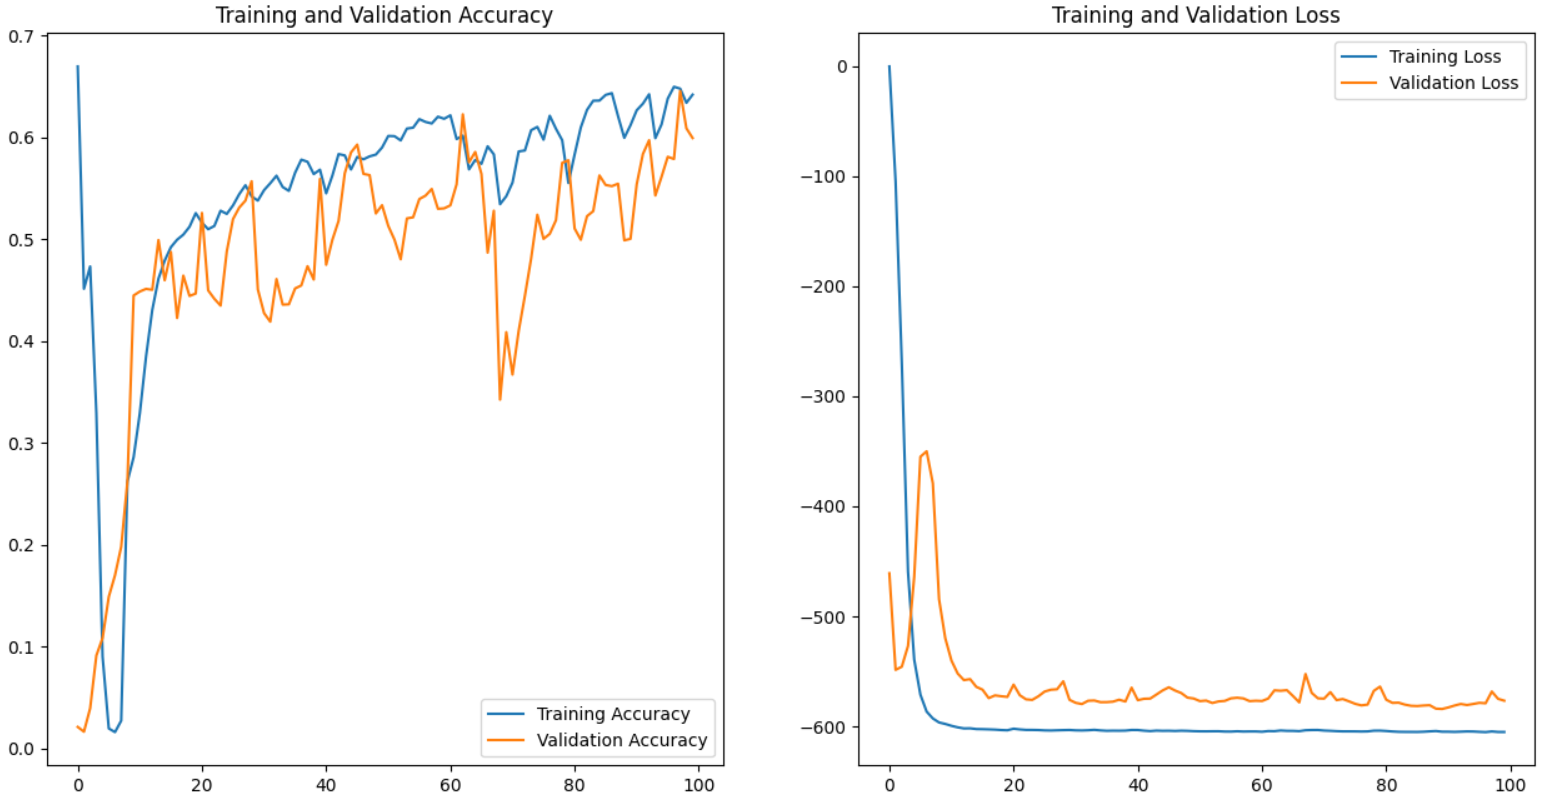 Training and Validation Accuracy
0.7
0.6
0.5
0.4
0.3
0.2
0.1
0.0
Training Accuracy
Validation Accuracy
0 20 40 60 80 100
Training and Validation Loss
Training Loss
Validation Loss
0
−100
−200
−300
−400
−500
−600
0 20 40 60 80 100